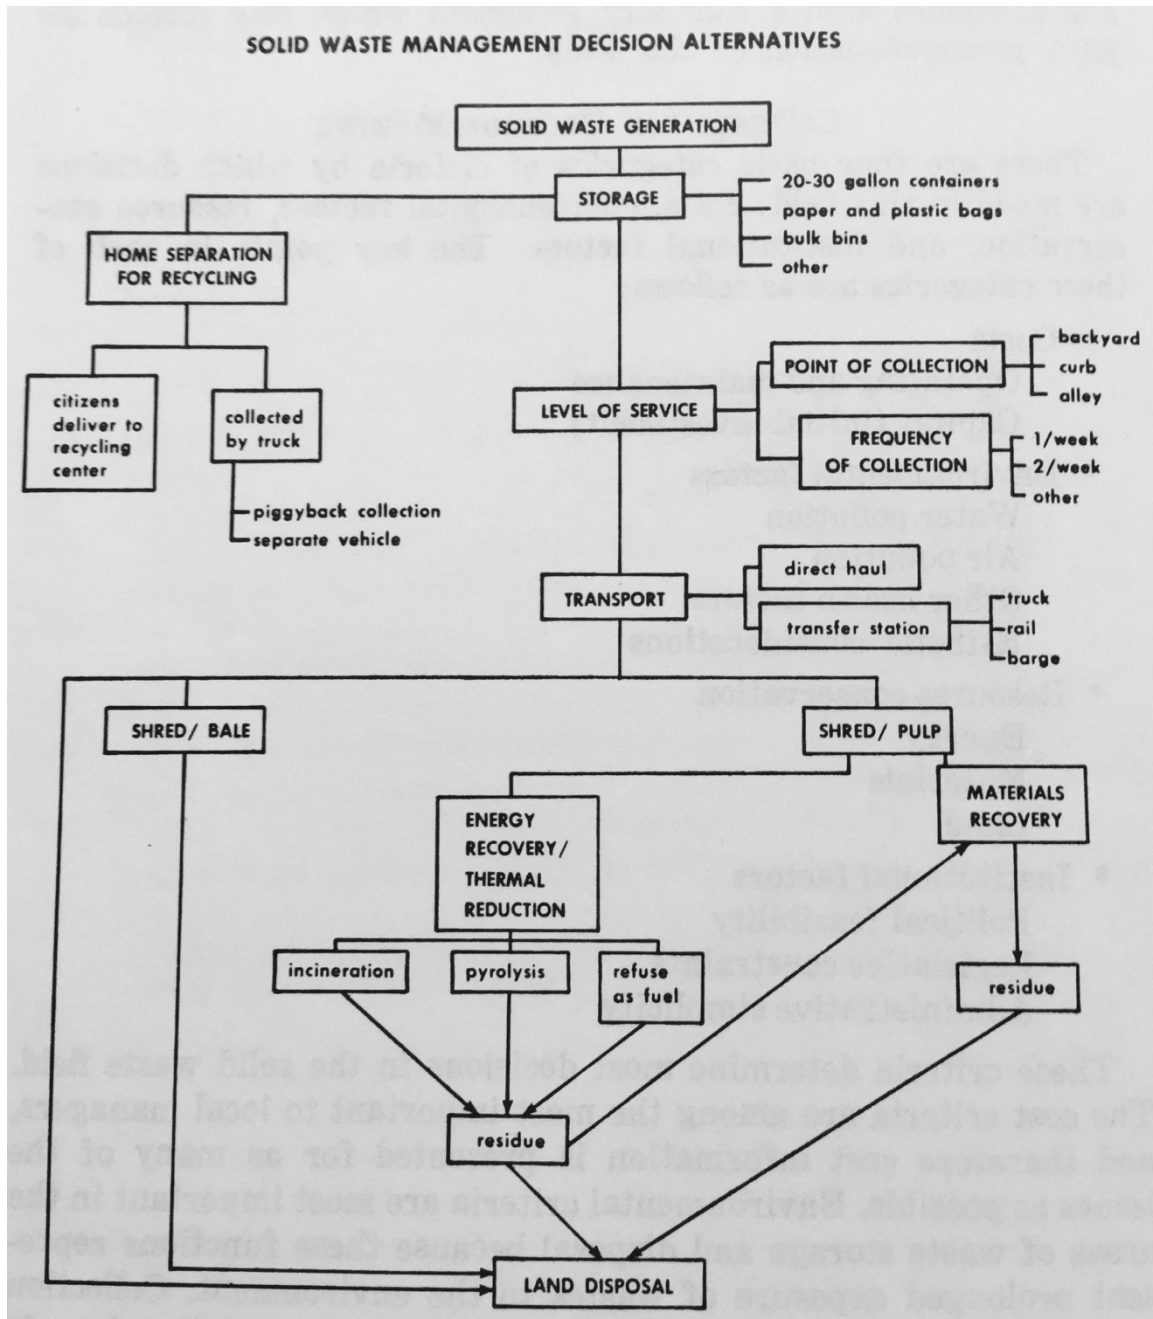 SOLID WASTE MANAGEMENT DECISION ALTERNATIVES
SOLID WASTE GENERATION
STORAGE
20-30 gallon containers
paper and plastic bags
bulk bins
other
HOME SEPARATION
FOR RECYCLING
citizens
deliver to
recycling
center
collected
by truck
piggyback collection
separate vehicle
LEVEL OF SERVICE
POINT OF COLLECTION
backyard
curb
alley
FREQUENCY
OF COLLECTION
1/week
2/week
other
TRANSPORT
direct haul
transfer station
truck
rail
barge
SHRED/ BALE
SHRED/ PULP
ENERGY
RECOVERY/
THERMAL
REDUCTION
MATERIALS
RECOVERY
incineration
pyrolysis
refuse
as fuel
residue
residue
LAND DISPOSAL